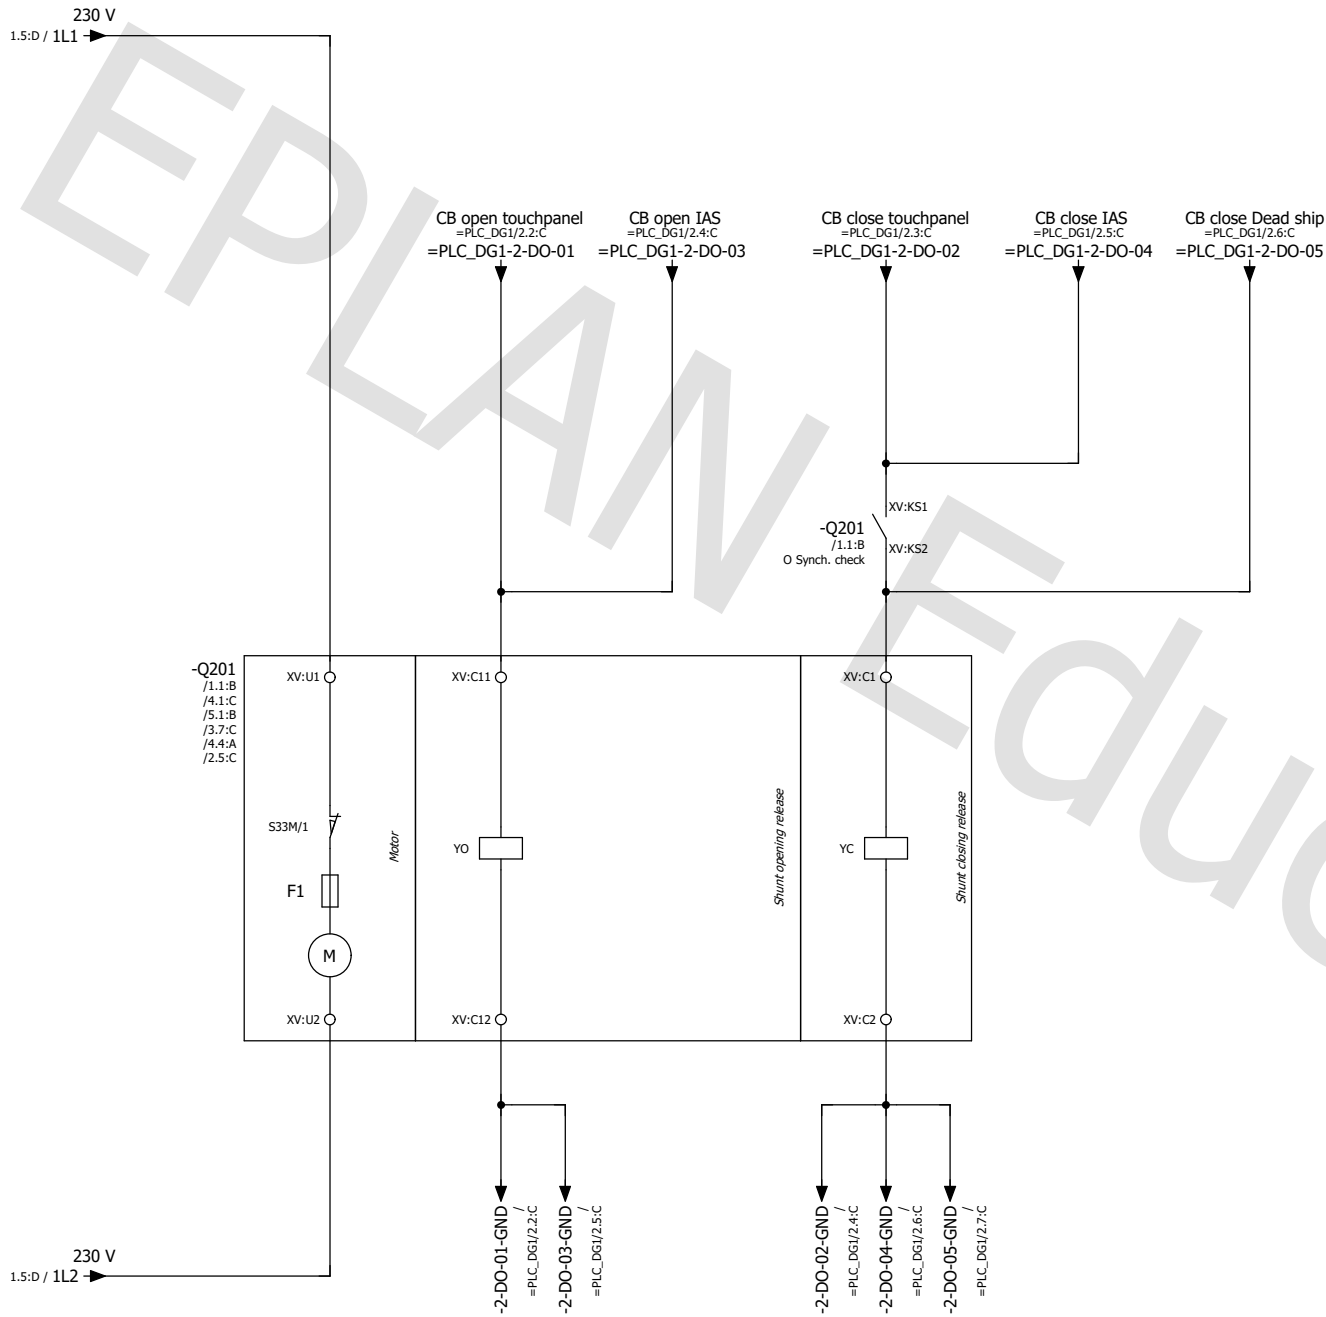 230 V
1.5:D / 1L1
CB open touchpanel
=PLC_DG1/2.2:C
=PLC_DG1-2-DO-01
CB open IAS
=PLC_DG1/2.4:C
=PLC_DG1-2-DO-03
CB close touchpanel
=PLC_DG1/2.3:C
=PLC_DG1-2-DO-02
CB close IAS
=PLC_DG1/2.5:C
=PLC_DG1-2-DO-04
CB close Dead ship
=PLC_DG1/2.6:C
=PLC_DG1-2-DO-05
EPLAN Educ
XV:KS1
-Q201
/1.1:B
O Synch. check
XV:KS2
-Q201
/1.1:B
/4.1:C
/5.1:B
/3.7:C
/4.4:A
/2.5:C
XV:U1
XV:C11
XV:C1
S33M/1
F1
M
Motor
YO
Shunt opening release
YC
Shunt closing release
XV:U2
XV:C12
XV:C2
-2-DO-01-GND /
=PLC_DG1/2.2:C
-2-DO-03-GND /
=PLC_DG1/2.5:C
-2-DO-02-GND /
=PLC_DG1/2.4:C
-2-DO-04-GND /
=PLC_DG1/2.6:C
-2-DO-05-GND /
=PLC_DG1/2.7:C
230 V
1.5:D / 1L2